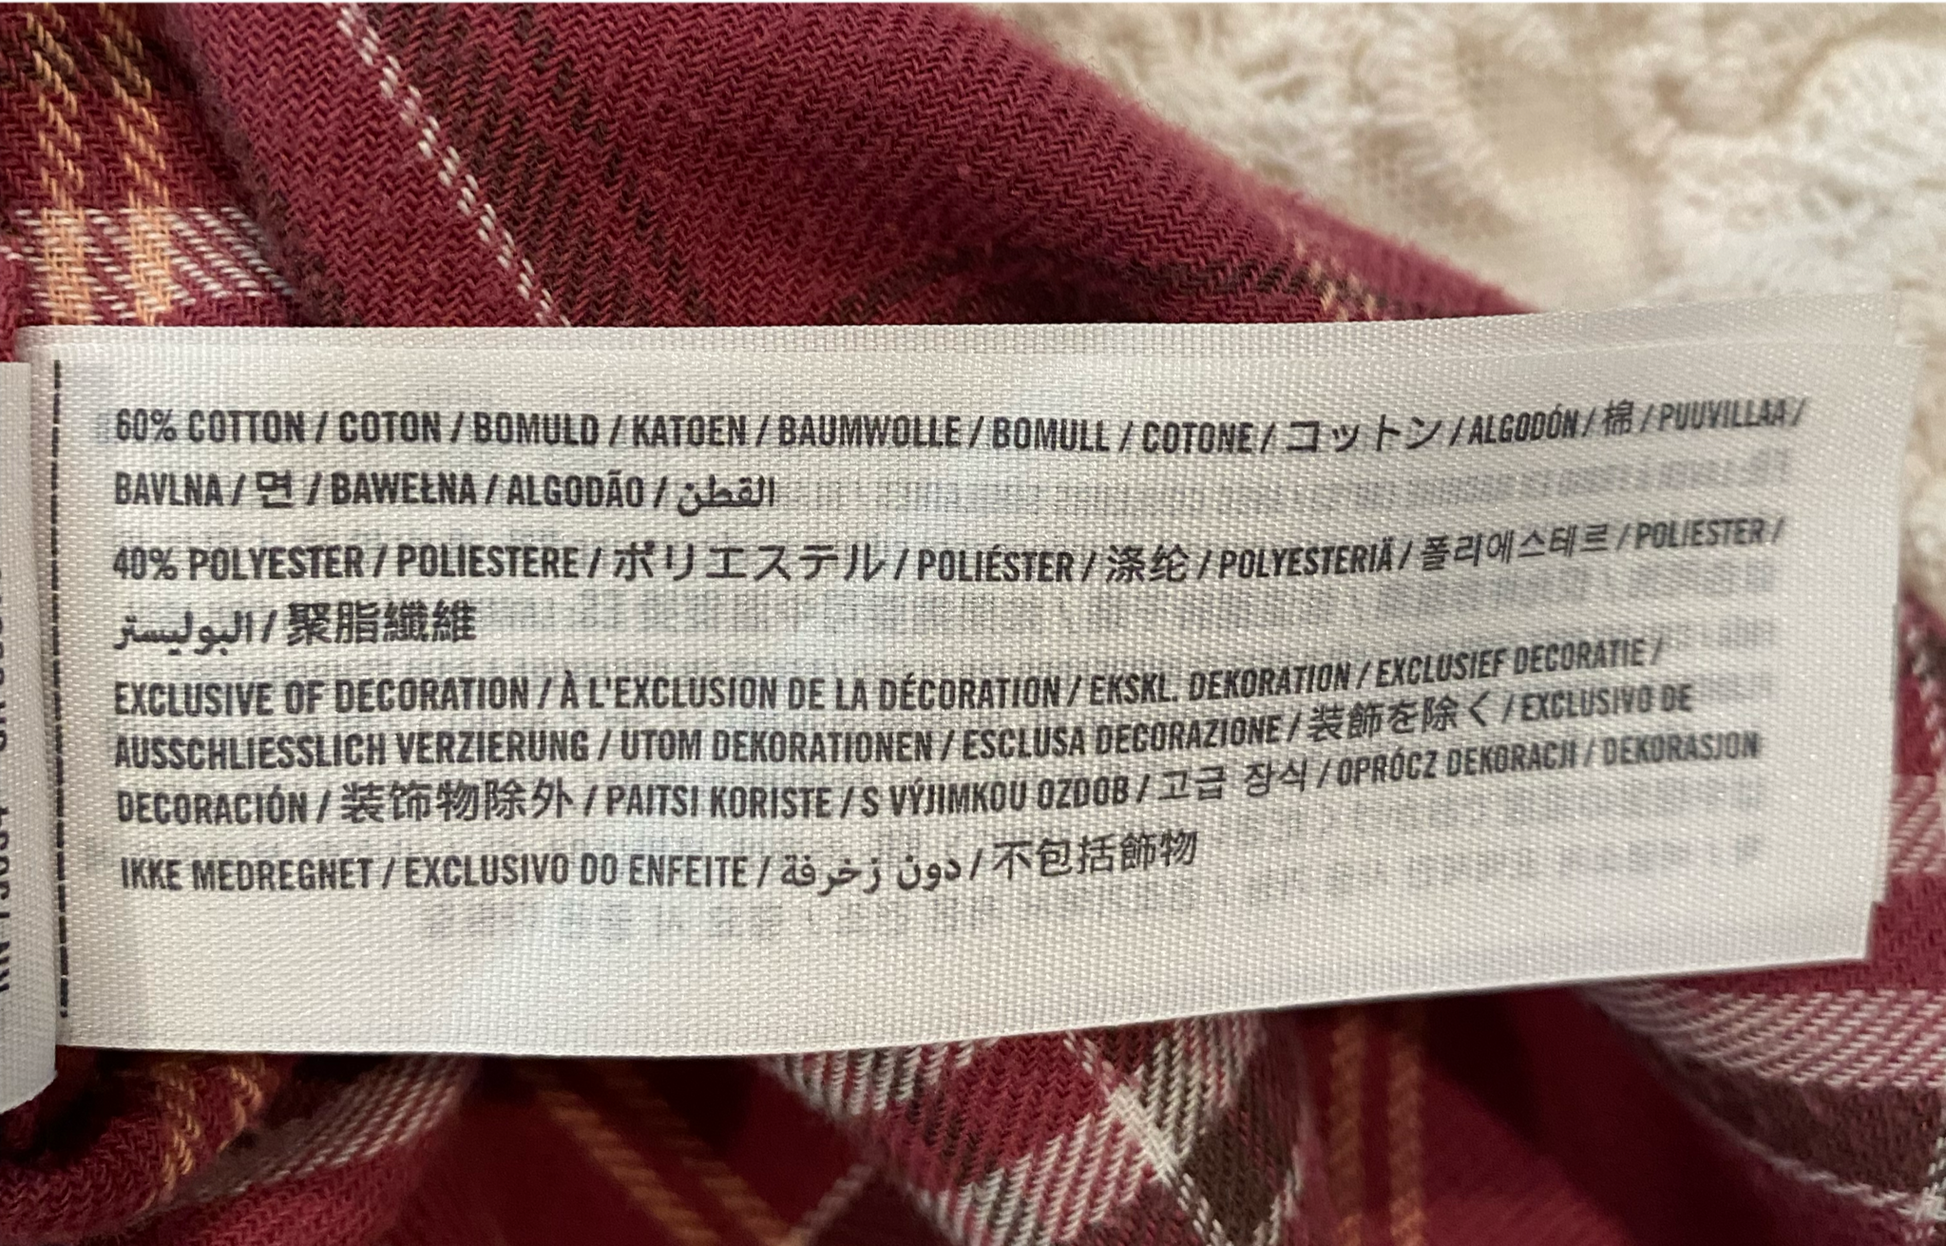 60% COTTON / COTON / BOMULD / KATOEN / BAUMWOLLE / BOMULL / COTONE / コットン / ALGODÓN / 棉 / PUUVILLAA /
BAVLNA / 면 / BAWEŁNA / ALGODÃO / القطن
40% POLYESTER / POLIESTERE / ポリエステル / POLIÉSTER / 涤纶 / POLYESTERIÄ / 폴리에스테르 / POLIESTER /
البوليستر / 聚脂纖維
EXCLUSIVE OF DECORATION / À L'EXCLUSION DE LA DÉCORATION / EKSKL. DEKORATION / EXCLUSIEF DECORATIE /
AUSSCHLIESSLICH VERZIERUNG / UTOM DEKORATIONEN / ESCLUSA DECORAZIONE / 装飾を除く / EXCLUSIVO DE
DECORACIÓN / 装饰物除外 / PAITSI KORISTE / S VÝJIMKOU OZDOB / 고급 장식 / OPRÓCZ DEKORACJI / DEKORASJON
IKKE MEDREGNET / EXCLUSIVO DO ENFEITE / دون زخرفة / 不包括飾物